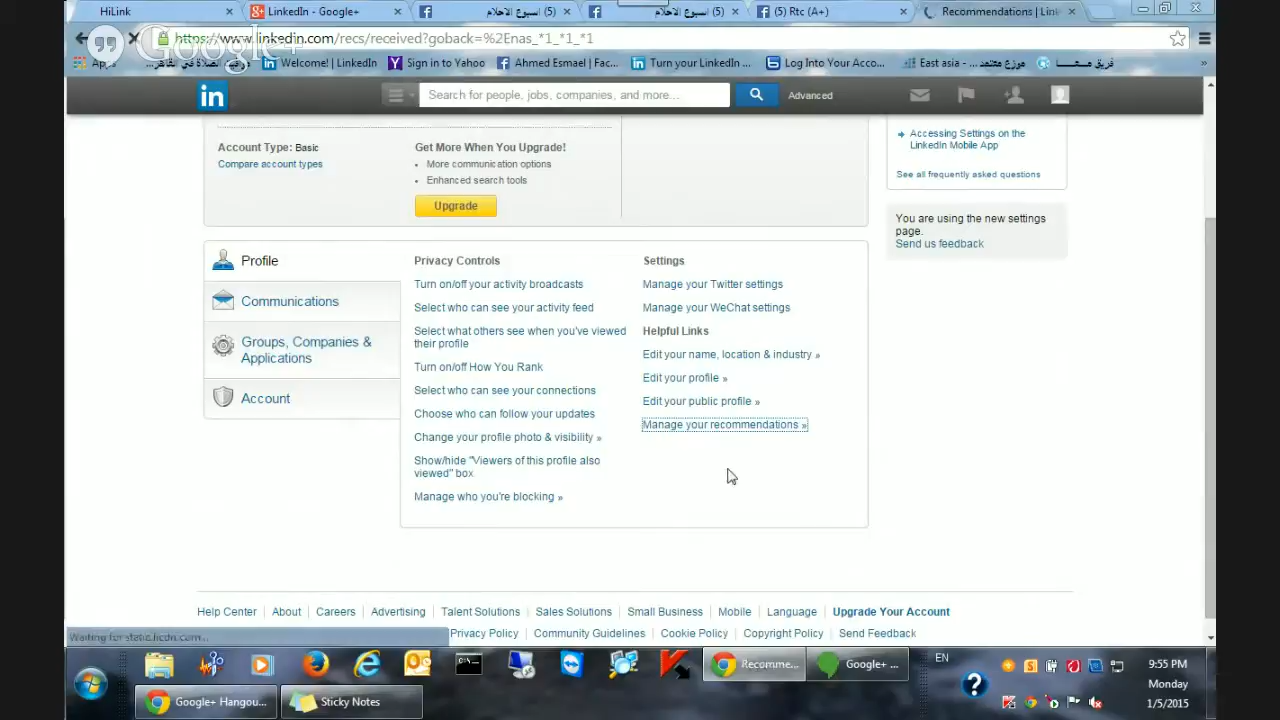 HiLink
LinkedIn - Google+
(5) اسبوع الاحلام
(5) اسبوع الاحلام
(5) Rtc (A+)
Recommendations | Link
https://www.linkedin.com/recs/received?goback=%2Enas_*1_*1_*1
Google+
Welcome! | LinkedIn
Sign in to Yahoo
Ahmed Esmael | Fac...
Turn your LinkedIn ...
Log Into Your Acco...
East asia - موزع معتمد...
in
Search for people, jobs, companies, and more...
Advanced
Account Type: Basic
Compare account types
Get More When You Upgrade!
• More communication options
• Enhanced search tools
Upgrade
Accessing Settings on the
LinkedIn Mobile App
See all frequently asked questions
You are using the new settings
page.
Send us feedback
Profile
Communications
Groups, Companies &
Applications
Account
Privacy Controls
Turn on/off your activity broadcasts
Select who can see your activity feed
Select what others see when you've viewed
their profile
Turn on/off How You Rank
Select who can see your connections
Choose who can follow your updates
Change your profile photo & visibility »
Show/hide "Viewers of this profile also
viewed" box
Manage who you're blocking »
Settings
Manage your Twitter settings
Manage your WeChat settings
Helpful Links
Edit your name, location & industry »
Edit your profile »
Edit your public profile »
Manage your recommendations »
Help Center
About
Careers
Advertising
Talent Solutions
Sales Solutions
Small Business
Mobile
Language
Upgrade Your Account
Waiting for static.licdn.com...
Privacy Policy
Community Guidelines
Cookie Policy
Copyright Policy
Send Feedback
Recomme...
Google+ ...
EN
9:55 PM
Monday
1/5/2015
Google+ Hangou...
Sticky Notes